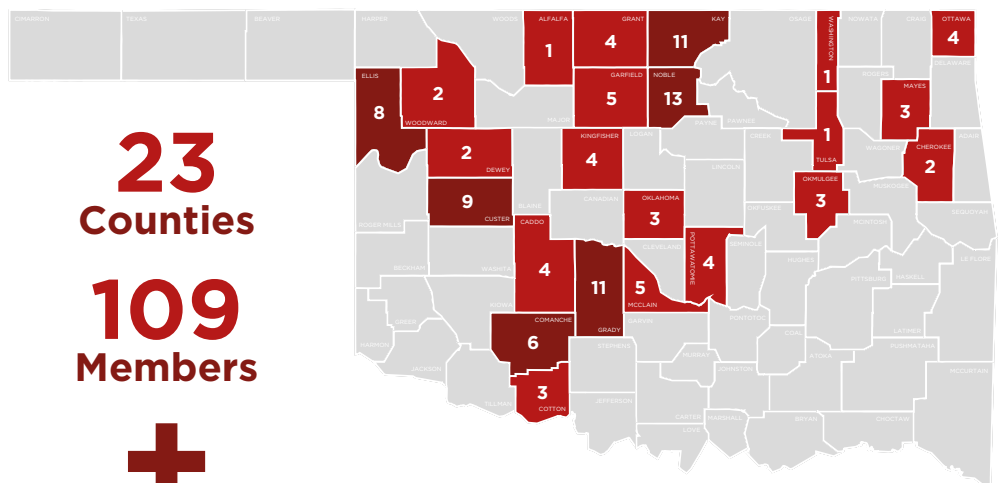 CIMARRON
TEXAS
BEAVER
HARPER
WOODS
ALFALFA
1
GRANT
4
KAY
11
OSAGE
WASHINGTON
1
NOWATA
CRAIG
OTTAWA
4
ELLIS
8
2
WOODWARD
MAJOR
GARFIELD
5
NOBLE
13
PAYNE
PAWNEE
ROGERS
MAYES
3
DELAWARE
23
Counties
109
Members
2
DEWEY
9
CUSTER
BLAINE
KINGFISHER
4
LOGAN
LINCOLN
CREEK
1
TULSA
WAGONER
CHEROKEE
2
ADAIR
ROGER MILLS
CADDO
4
CANADIAN
OKLAHOMA
3
OKFUSKEE
OKMULGEE
3
MUSKOGEE
SEQUOYAH
BECKHAM
WASHITA
11
GRADY
CLEVELAND
5
MCCLAIN
POTTAWATOMIE
4
SEMINOLE
HUGHES
MCINTOSH
PITTSBURG
HASKELL
LE FLORE
GREER
KIOWA
COMANCHE
6
GARVIN
PONTOTOC
COAL
LATIMER
HARMON
JACKSON
TILLMAN
3
COTTON
STEPHENS
JEFFERSON
MURRAY
JOHNSTON
ATOKA
PUSHMATAHA
MCCURTAIN
CARTER
LOVE
MARSHALL
BRYAN
CHOCTAW